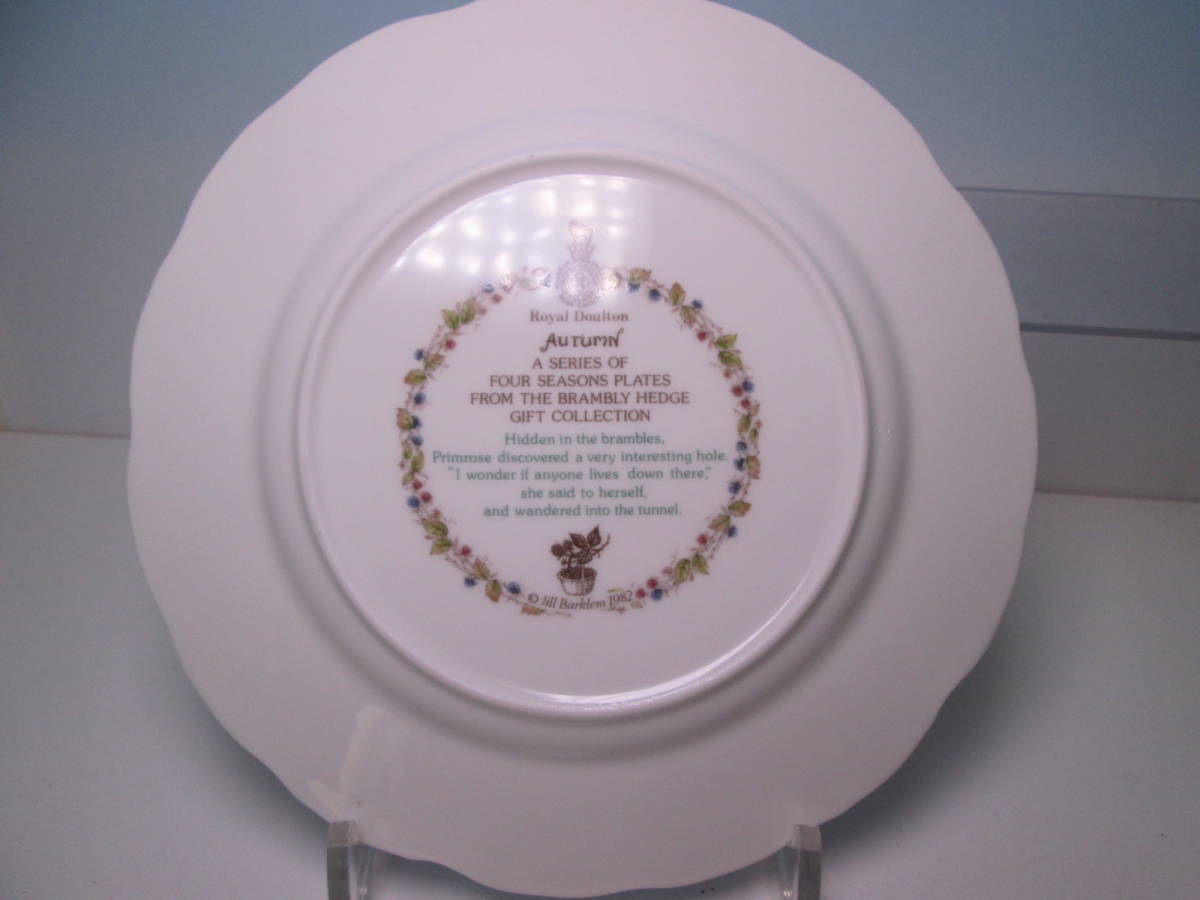 Royal Doulton
AUTUMN
A SERIES OF
FOUR SEASONS PLATES
FROM THE BRAMBLY HEDGE
GIFT COLLECTION
Hidden in the brambles,
Primrose discovered a very interesting hole.
"I wonder if anyone lives down there,"
she said to herself,
and wandered into the tunnel.
© Jill Barklem 1982